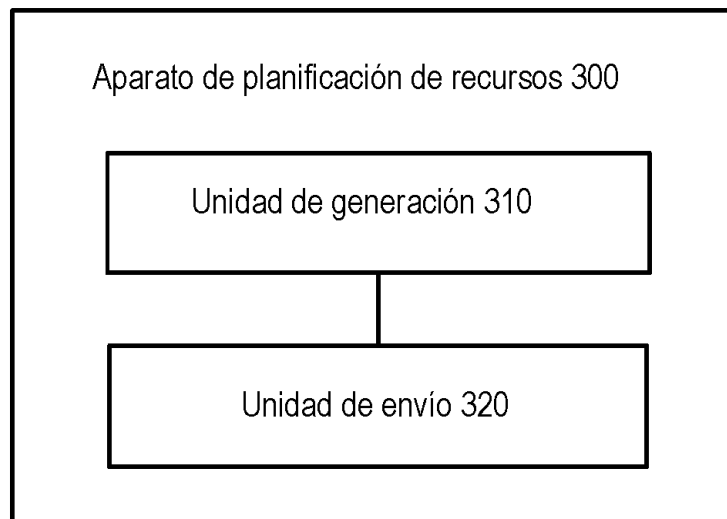 Aparato de planificación de recursos 300
Unidad de generación 310
Unidad de envío 320